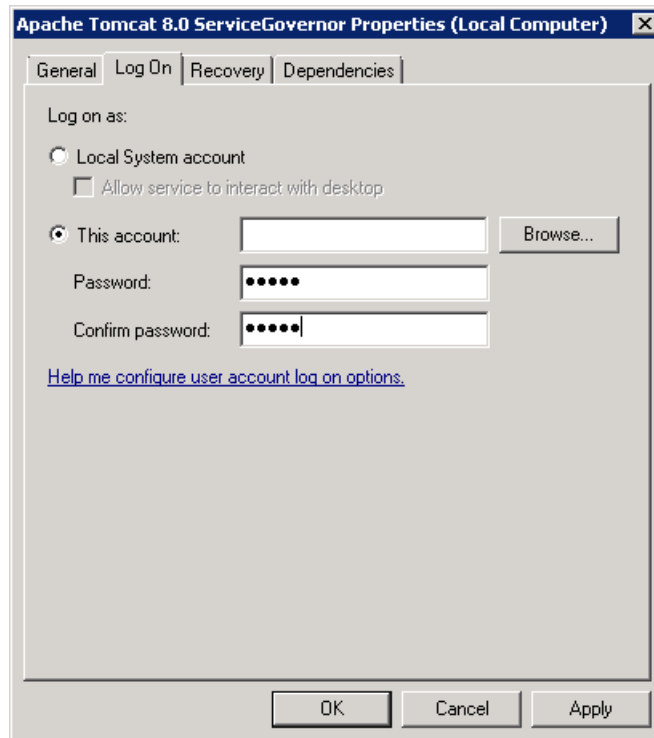 Apache Tomcat 8.0 ServiceGovernor Properties (Local Computer)
General Log On Recovery Dependencies
Log on as:
Local System account
Allow service to interact with desktop
This account: Browse...
Password: •••••
Confirm password: •••••
Help me configure user account log on options.
OK Cancel Apply